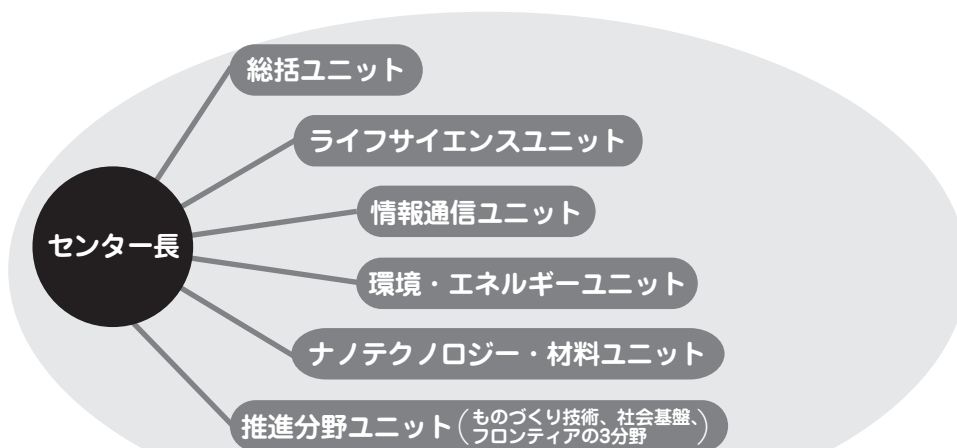 総括ユニット
ライフサイエンスユニット
情報通信ユニット
センター長
環境・エネルギーユニット
ナノテクノロジー・材料ユニット
推進分野ユニット(ものづくり技術、社会基盤、
フロンティアの3分野)